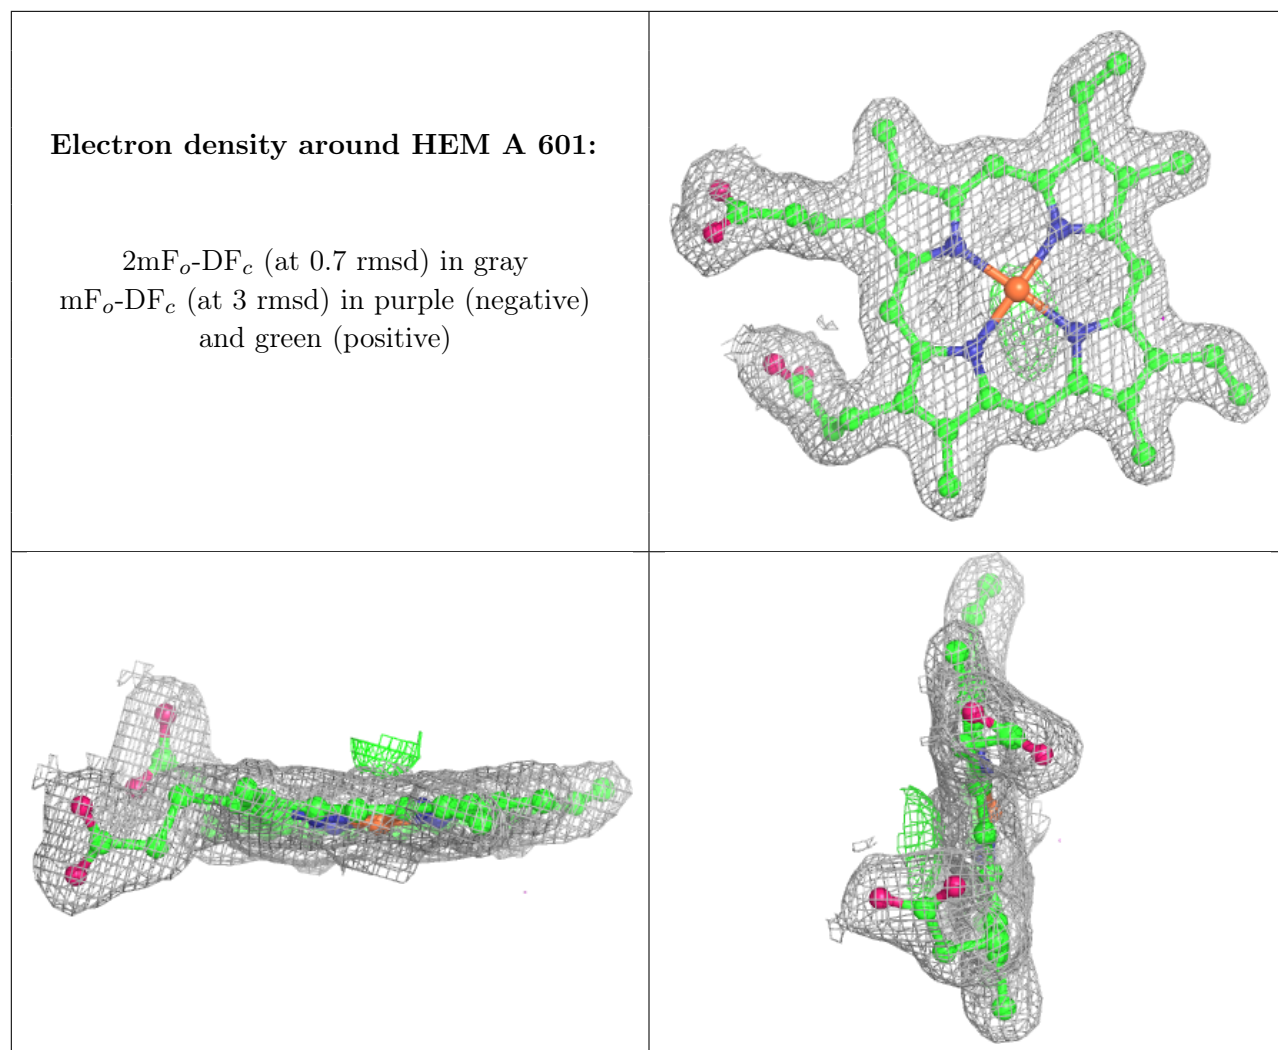 Electron density around HEM A 601:
2mFo-DFc (at 0.7 rmsd) in gray
mFo-DFc (at 3 rmsd) in purple (negative)
and green (positive)